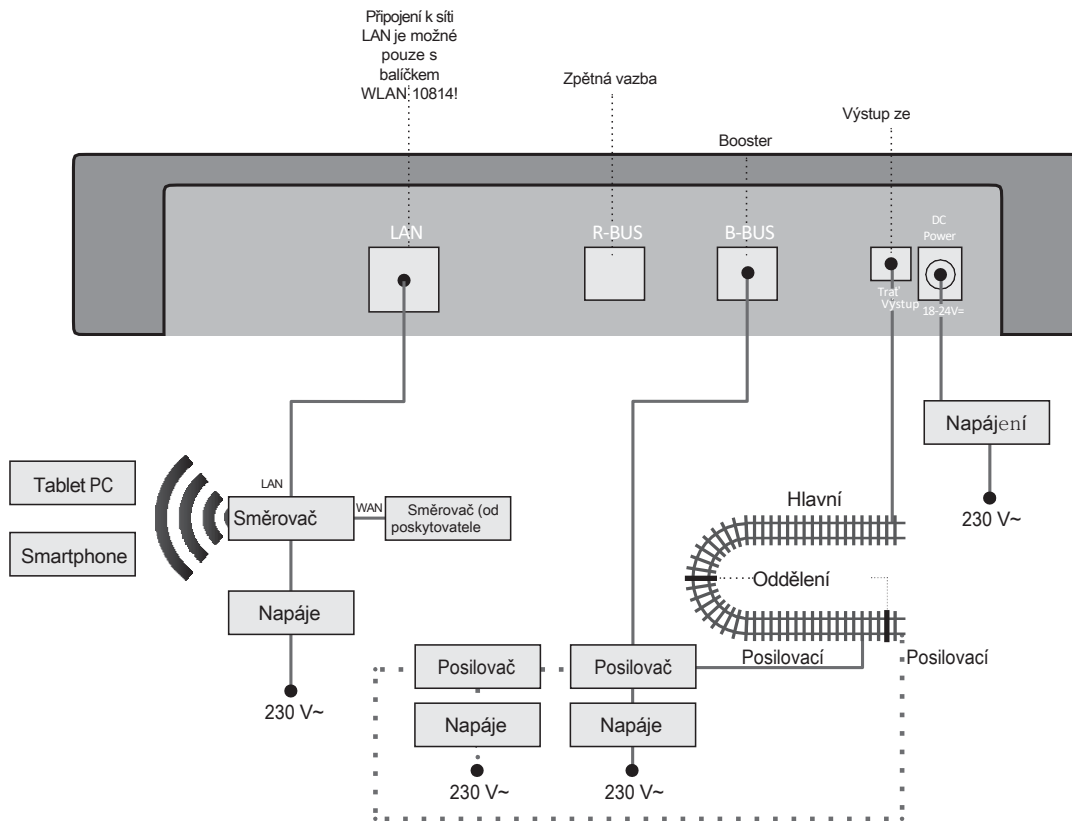 Připojení k síti
LAN je možné
pouze s
balíčkem
WLAN 10814!
Zpětná vazba
Booster
Výstup ze
LAN
R-BUS
B-BUS
DC
Power
Trať
Výstup
18-24V=
Napájení
230 V~
Tablet PC
Smartphone
LAN
Směrovač
WAN
Směrovač (od
poskytovatele
Napáje
230 V~
Hlavní
Oddělení
Posilovací
Posilovací
Posilovač
Napáje
230 V~
Posilovač
Napáje
230 V~